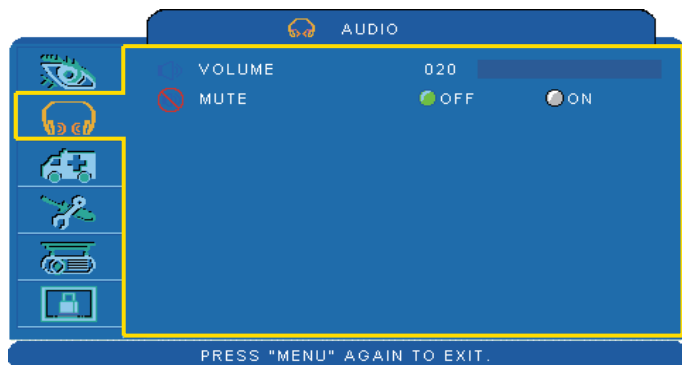 AUDIO
VOLUME 020
MUTE OFF ON
PRESS "MENU" AGAIN TO EXIT.